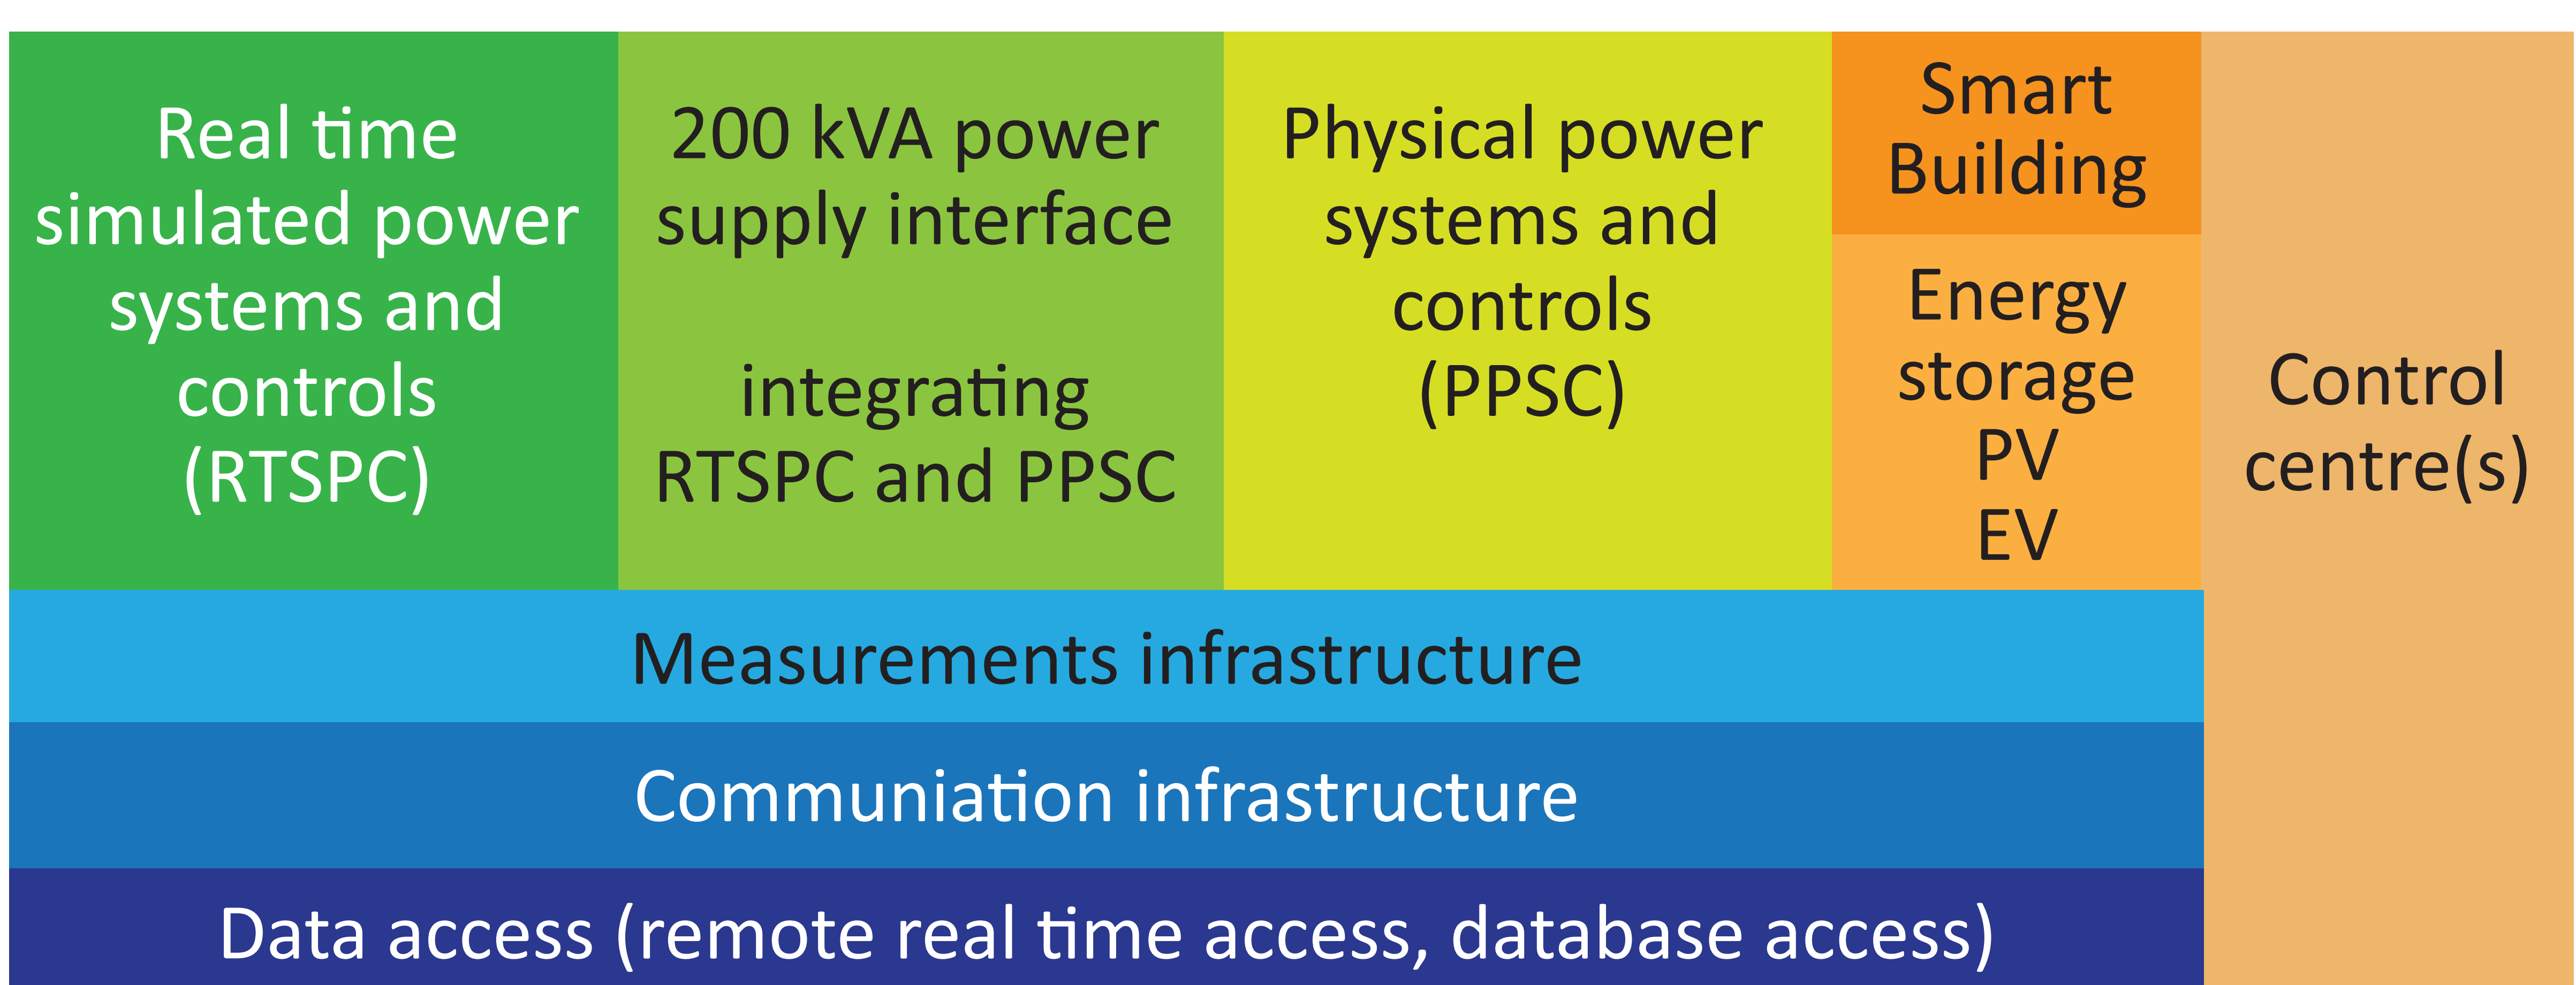 Real time
simulated power
systems and
controls
(RTSPC)
200 kVA power
supply interface
integrating
RTSPC and PPSC
Physical power
systems and
controls
(PPSC)
Smart
Building
Energy
storage
PV
EV
Control
centre(s)
Measurements infrastructure
Communiation infrastructure
Data access (remote real time access, database access)